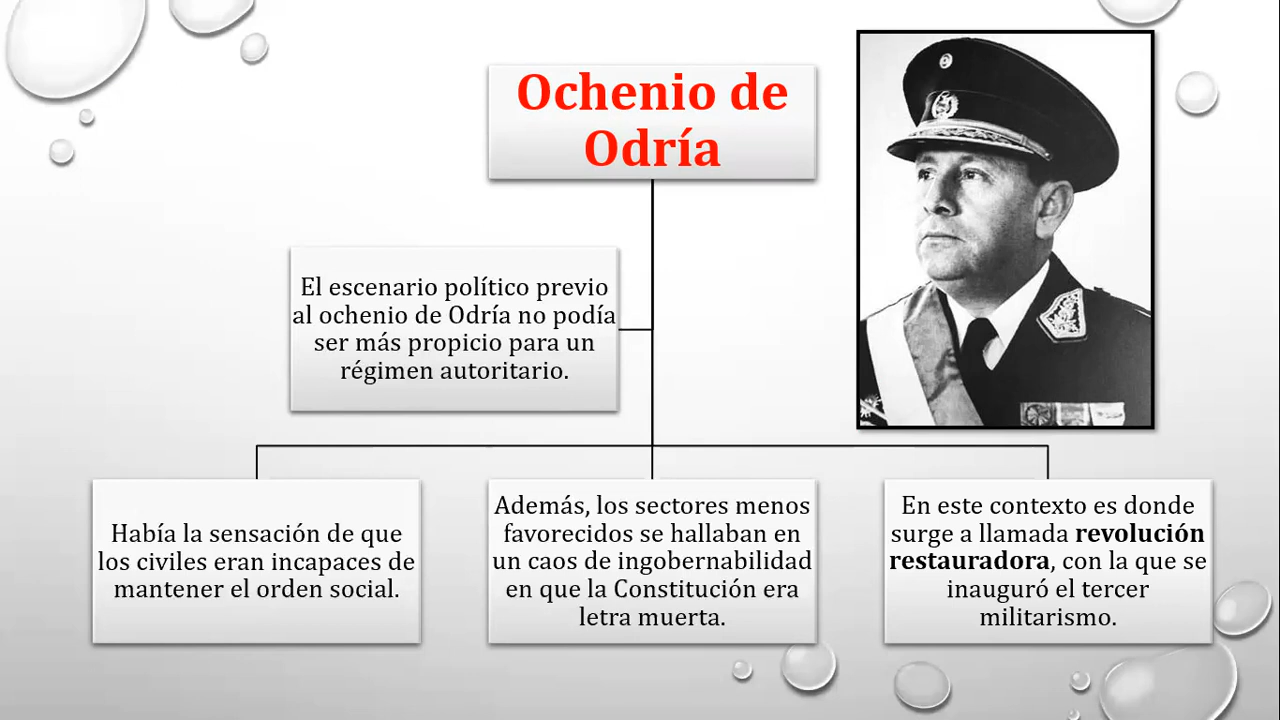 Ochenio de
Odría
El escenario político previo
al ochenio de Odría no podía
ser más propicio para un
régimen autoritario.
Había la sensación de que
los civiles eran incapaces de
mantener el orden social.
Además, los sectores menos
favorecidos se hallaban en
un caos de ingobernabilidad
en que la Constitución era
letra muerta.
En este contexto es donde
surge a llamada revolución
restauradora, con la que se
inauguró el tercer
militarismo.